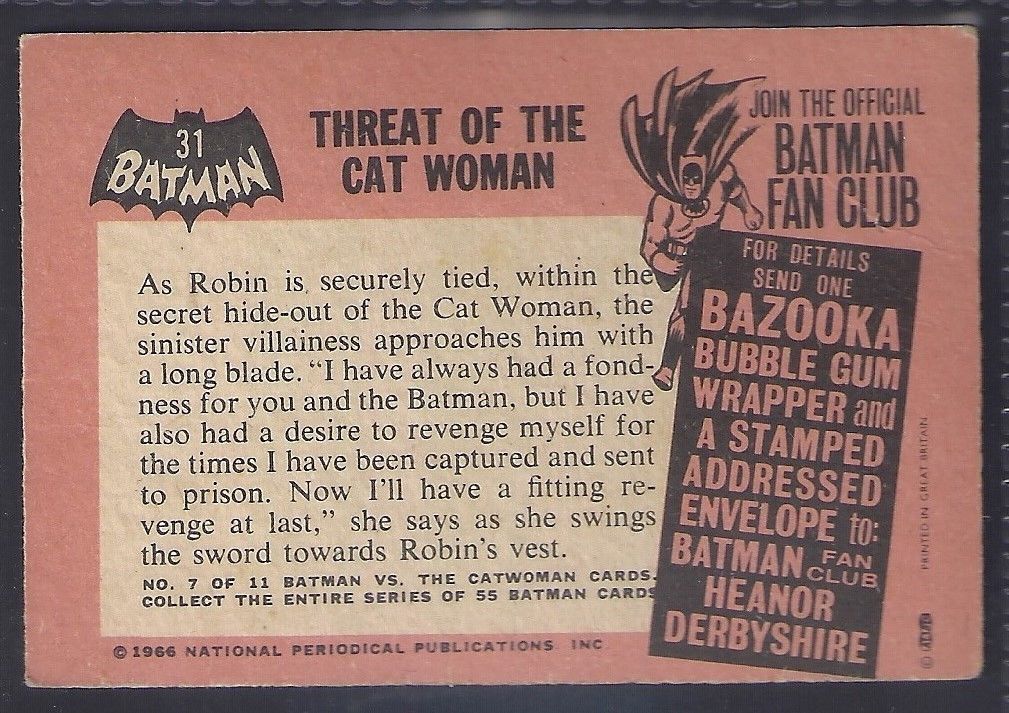 31
BATMAN
THREAT OF THE
CAT WOMAN
JOIN THE OFFICIAL
BATMAN
FAN CLUB
As Robin is securely tied, within the
secret hide-out of the Cat Woman, the
sinister villainess approaches him with
a long blade. “I have always had a fond-
ness for you and the Batman, but I have
also had a desire to revenge myself for
the times I have been captured and sent
to prison. Now I’ll have a fitting re-
venge at last,” she says as she swings
the sword towards Robin’s vest.
NO. 7 OF 11 BATMAN VS. THE CATWOMAN CARDS.
COLLECT THE ENTIRE SERIES OF 55 BATMAN CARDS
FOR DETAILS
SEND ONE
BAZOOKA
BUBBLE GUM
WRAPPER and
A STAMPED
ADDRESSED
ENVELOPE to:
BATMAN FAN CLUB
HEANOR
DERBYSHIRE
© 1966 NATIONAL PERIODICAL PUBLICATIONS INC
PRINTED IN GREAT BRITAIN
©